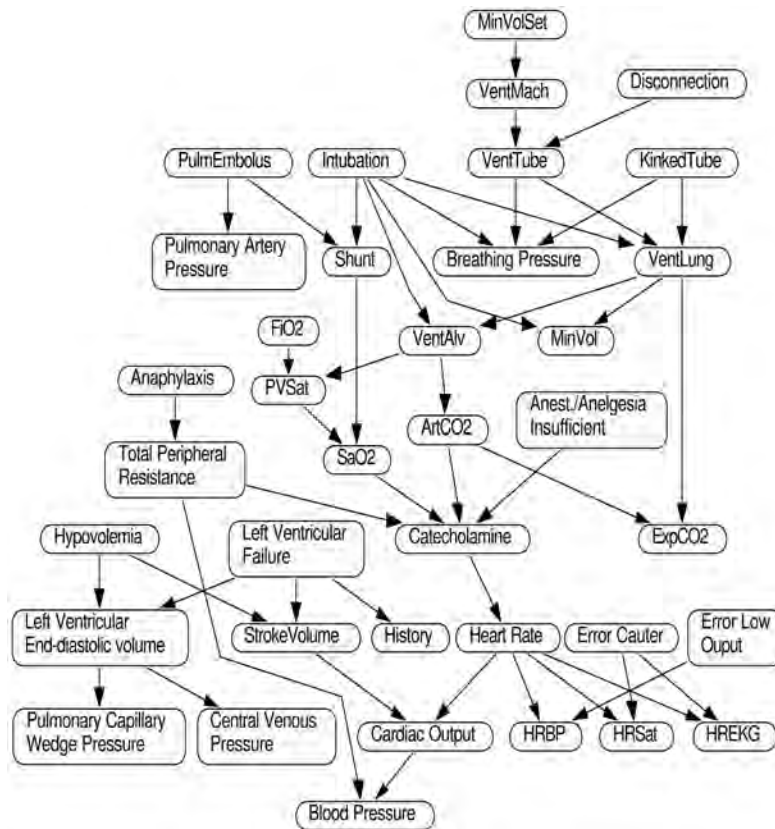 MinVolSet
VentMach
Disconnection
PulmEmbolus
Intubation
VentTube
KinkedTube
Pulmonary Artery
Pressure
Shunt
Breathing Pressure
VentLung
FiO2
VentAlv
MinVol
Anaphylaxis
PVSat
Anest./Anelgesia
Insufficient
Total Peripheral
Resistance
SaO2
ArtCO2
Hypovolemia
Left Ventricular
Failure
Catecholamine
ExpCO2
Left Ventricular
End-diastolic volume
StrokeVolume
History
Heart Rate
Error Cauter
Error Low
Ouput
Pulmonary Capillary
Wedge Pressure
Central Venous
Pressure
Cardiac Output
HRBP
HRSat
HREKG
Blood Pressure